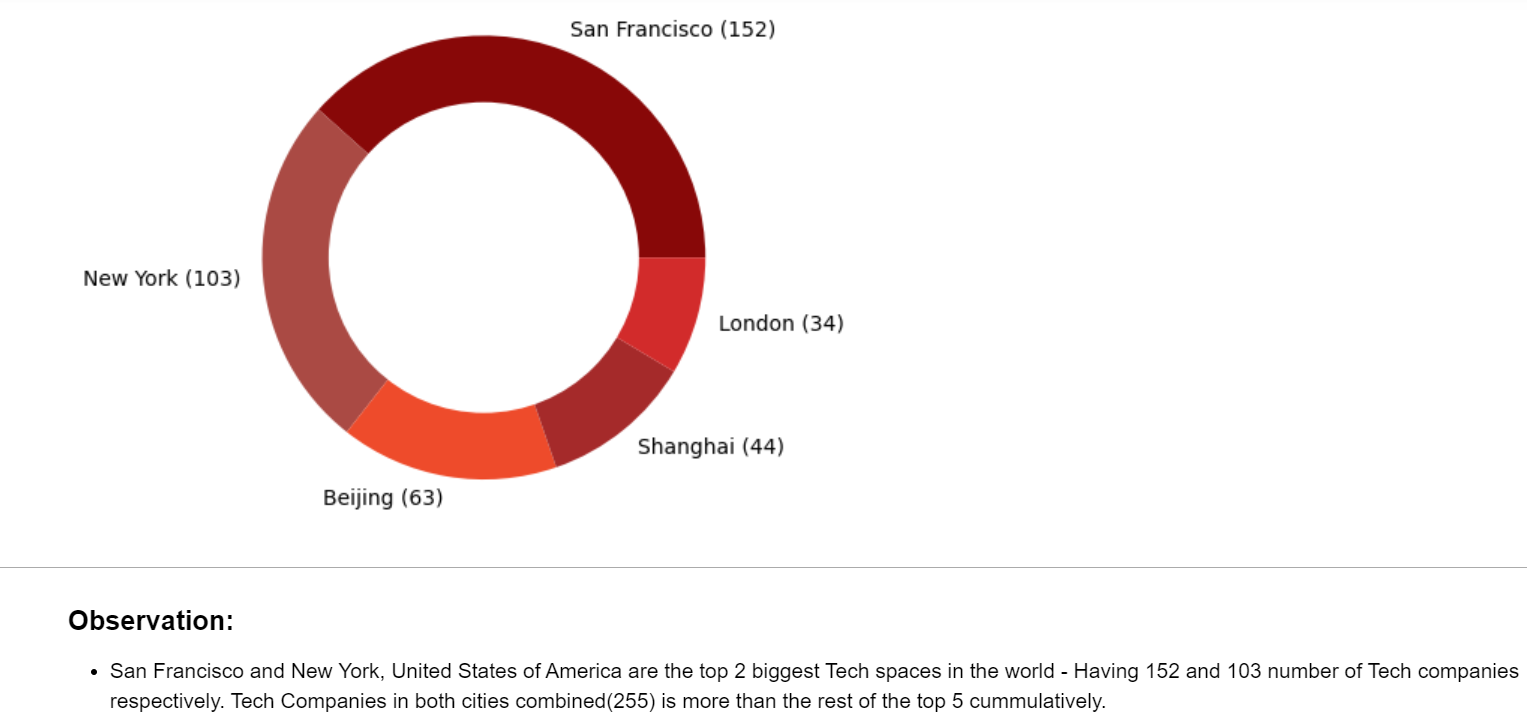 San Francisco (152)
New York (103)
London (34)
Shanghai (44)
Beijing (63)
Observation:
• San Francisco and New York, United States of America are the top 2 biggest Tech spaces in the world - Having 152 and 103 number of Tech companies
respectively. Tech Companies in both cities combined(255) is more than the rest of the top 5 cummulatively.